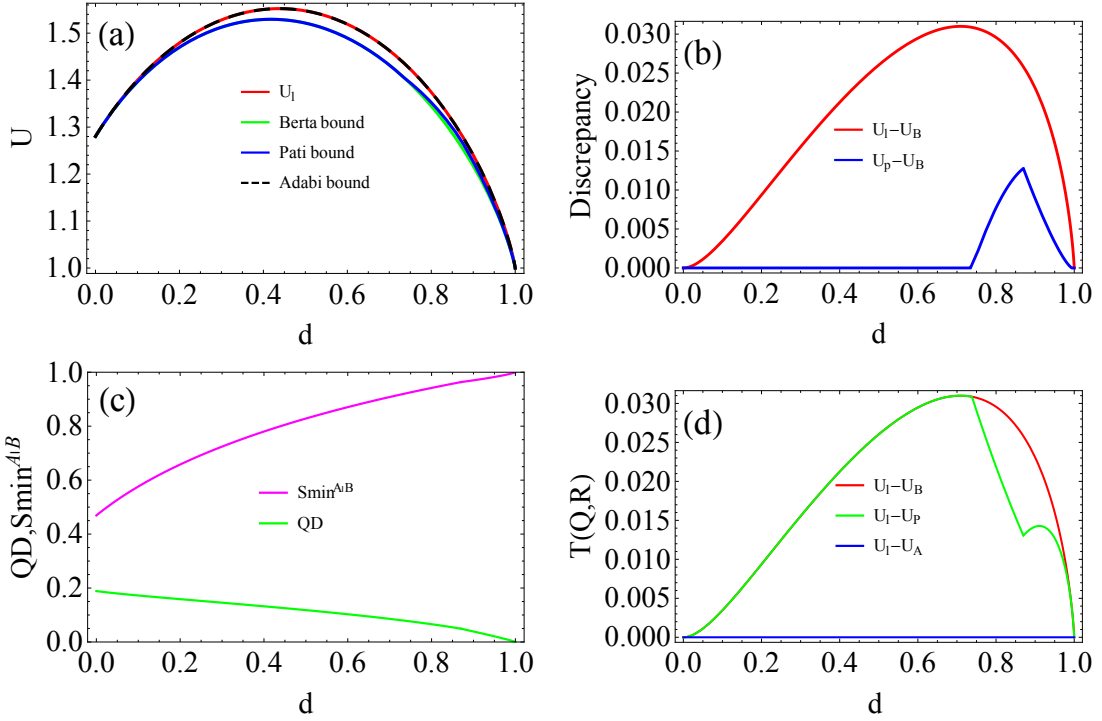 (a)
U
1.5
1.4
1.3
1.2
1.1
1.0
U_l
Berta bound
Pati bound
Adabi bound
0.0 0.2 0.4 0.6 0.8 1.0
d
(b)
Discrepancy
0.030
0.025
0.020
0.015
0.010
0.005
0.000
U_l−U_B
U_p−U_B
0.0 0.2 0.4 0.6 0.8 1.0
d
(c)
QD,Smin^A|B
1.0
0.8
0.6
0.4
0.2
0.0
Smin^A|B
QD
0.0 0.2 0.4 0.6 0.8 1.0
d
(d)
T(Q,R)
0.030
0.025
0.020
0.015
0.010
0.005
0.000
U_l−U_B
U_l−U_P
U_l−U_A
0.0 0.2 0.4 0.6 0.8 1.0
d